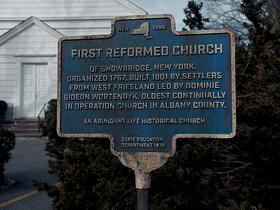 NEW YORK
FIRST REFORMED CHURCH
OF SNOWBRIDGE, NEW YORK.
ORGANIZED 1767, BUILT 1801 BY SETTLERS
FROM WEST FRIESLAND LED BY DOMINIE
GIDEON WORTENDYK. OLDEST CONTINUALLY
IN OPERATION CHURCH IN ALBANY COUNTY.
AN ABUNDANT LIFE HISTORICAL CHURCH
STATE EDUCATION
DEPARTMENT 1938